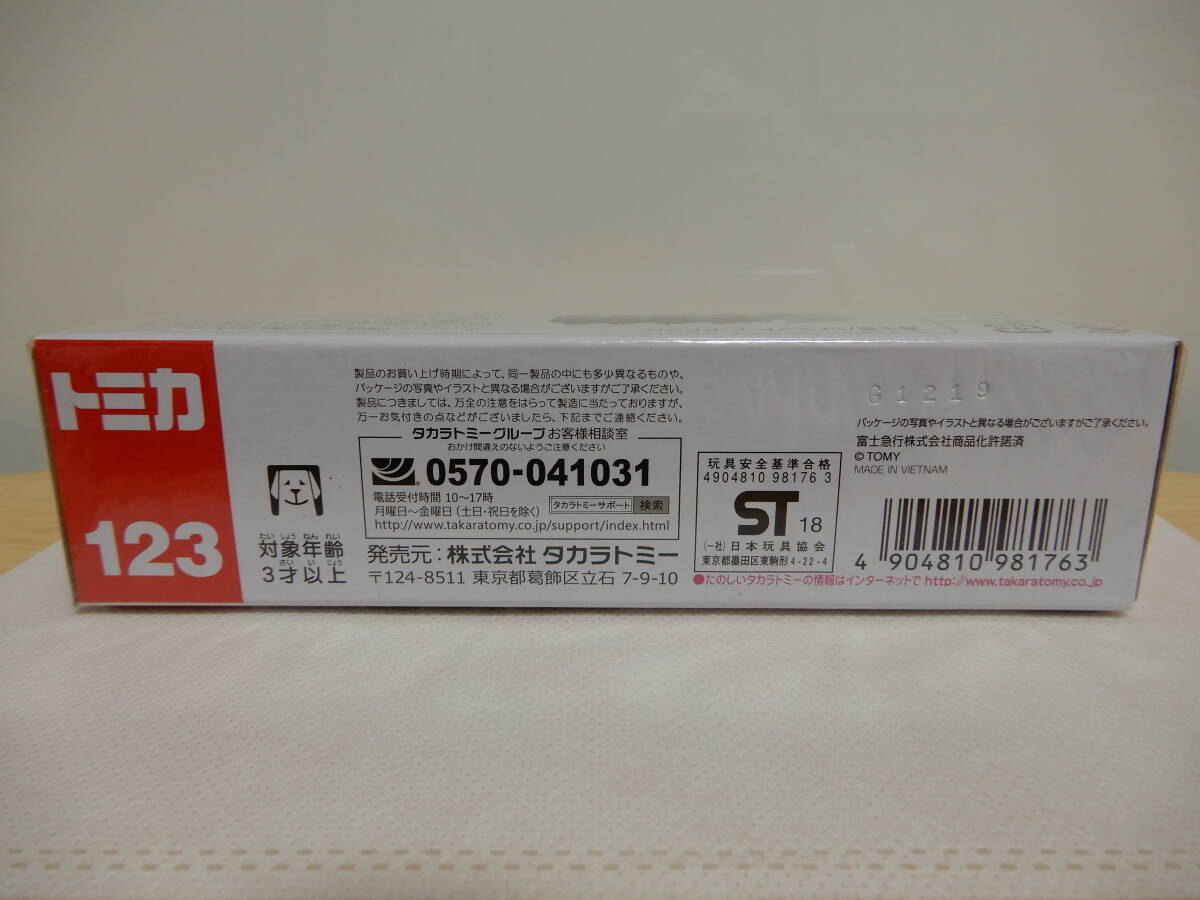 トミカ
123
たい しょう ねん れい
対象年齢
さい い じょう
3才以上
製品のお買い上げ時期によって、同一製品の中にも多少異なるものや、
パッケージの写真やイラストと異なる場合がございますがご了承ください。
製品につきましては、万全の注意をはらって製造に当たっておりますが、
万一お気付きの点などがございましたら、下記までご連絡ください。
タカラトミーグループ お客様相談室
おかけ間違えのないようご注意ください
0570-041031
電話受付時間 10〜17時
月曜日〜金曜日(土日・祝日を除く)
タカラトミーサポート 検索
http://www.takaratomy.co.jp/support/index.html
発売元:株式会社 タカラトミー
〒124-8511 東京都葛飾区立石 7-9-10
玩具安全基準合格
4904810 98176 3
ST 18
(一社)日本玩具協会
東京都墨田区東駒形4-22-4
G1219
パッケージの写真やイラストと異なる場合がございますがご了承ください。
富士急行株式会社商品化許諾済
© TOMY
MADE IN VIETNAM
4 904810 981763
●たのしいタカラトミーの情報はインターネットで http://www.takaratomy.co.jp